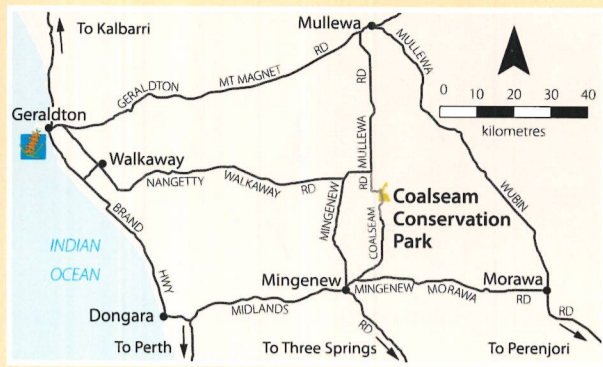 To Kalbarri
Mullewa
GERALDTON MT MAGNET RD
MULLEWA WUBIN RD
0 10 20 30 40
kilometres
Geraldton
Walkaway
NANGETTY WALKAWAY RD
MINGENEW MULLEWA RD
COALSEAM RD
Coalseam
Conservation
Park
BRAND HWY
INDIAN
OCEAN
Mingenew
MINGENEW MORAWA RD
Morawa
Dongara
MIDLANDS RD
To Perth
To Three Springs
To Perenjori